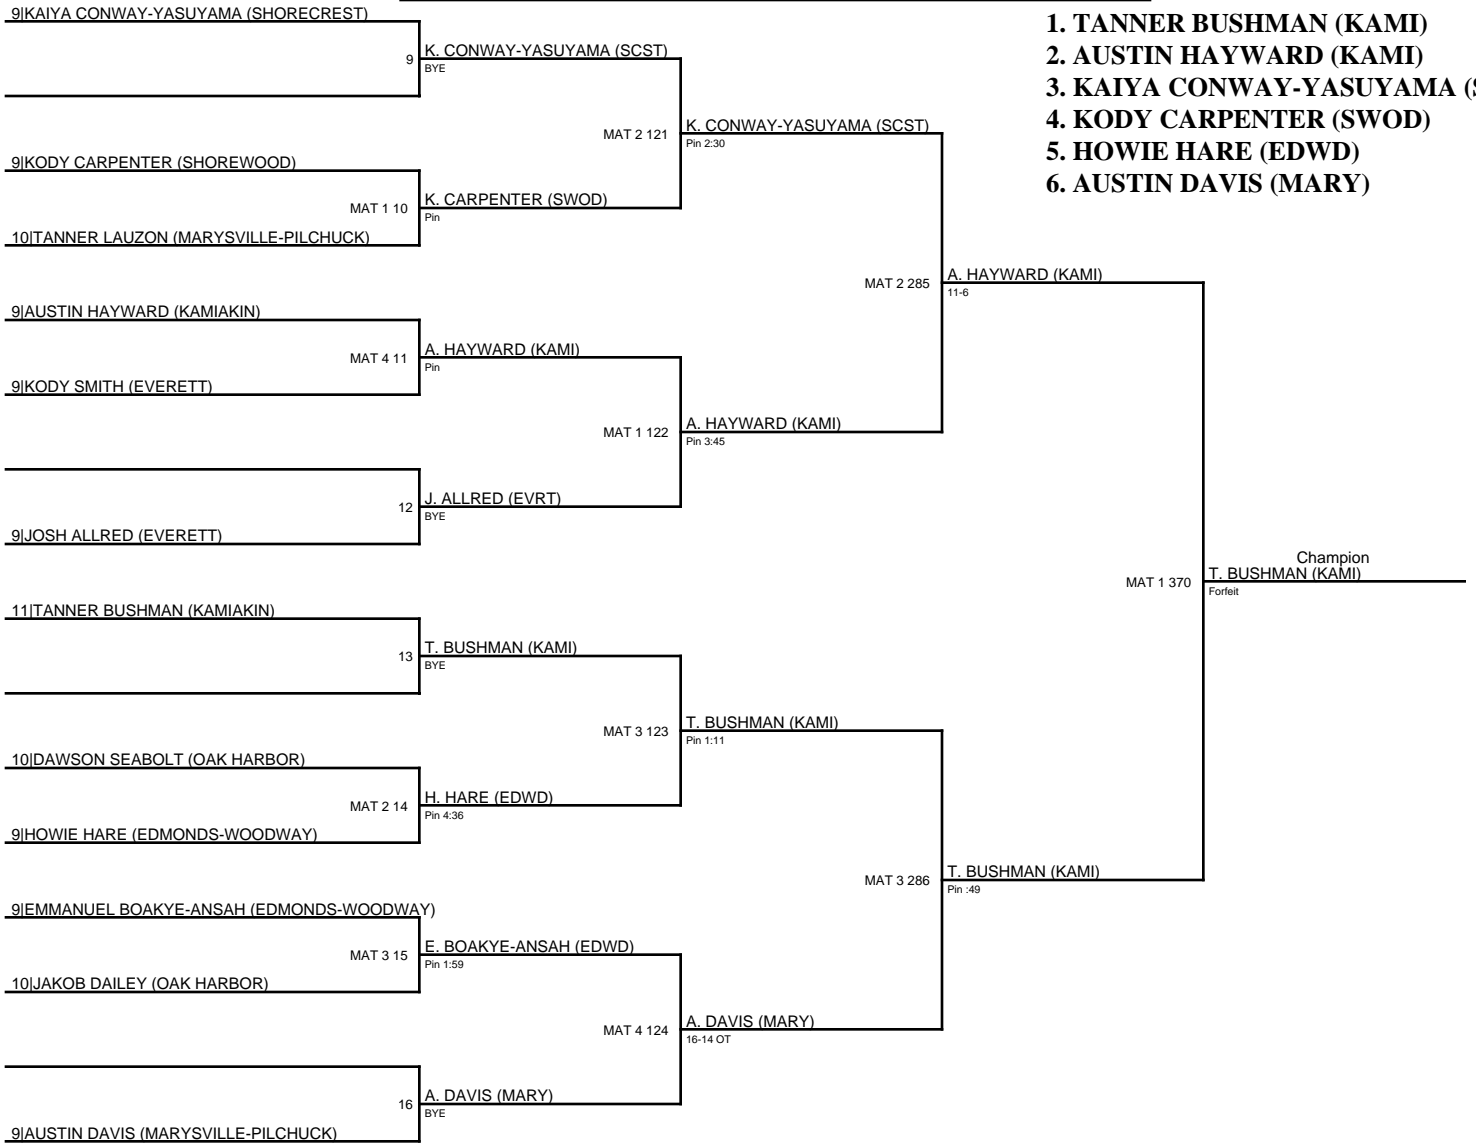 1. TANNER BUSHMAN (KAMI)
2. AUSTIN HAYWARD (KAMI)
3. KAIYA CONWAY-YASUYAMA (S
4. KODY CARPENTER (SWOD)
5. HOWIE HARE (EDWD)
6. AUSTIN DAVIS (MARY)
9|KAIYA CONWAY-YASUYAMA (SHORECREST)
9
K. CONWAY-YASUYAMA (SCST)
BYE
MAT 2 121
K. CONWAY-YASUYAMA (SCST)
Pin 2:30
9|KODY CARPENTER (SHOREWOOD)
MAT 1 10
K. CARPENTER (SWOD)
Pin
10|TANNER LAUZON (MARYSVILLE-PILCHUCK)
MAT 2 285
A. HAYWARD (KAMI)
11-6
9|AUSTIN HAYWARD (KAMIAKIN)
MAT 4 11
A. HAYWARD (KAMI)
Pin
9|KODY SMITH (EVERETT)
MAT 1 122
A. HAYWARD (KAMI)
Pin 3:45
12
J. ALLRED (EVRT)
BYE
9|JOSH ALLRED (EVERETT)
Champion
MAT 1 370
T. BUSHMAN (KAMI)
Forfeit
11|TANNER BUSHMAN (KAMIAKIN)
13
T. BUSHMAN (KAMI)
BYE
MAT 3 123
T. BUSHMAN (KAMI)
Pin 1:11
10|DAWSON SEABOLT (OAK HARBOR)
MAT 2 14
H. HARE (EDWD)
Pin 4:36
9|HOWIE HARE (EDMONDS-WOODWAY)
MAT 3 286
T. BUSHMAN (KAMI)
Pin :49
9|EMMANUEL BOAKYE-ANSAH (EDMONDS-WOODWAY)
MAT 3 15
E. BOAKYE-ANSAH (EDWD)
Pin 1:59
10|JAKOB DAILEY (OAK HARBOR)
MAT 4 124
A. DAVIS (MARY)
16-14 OT
16
A. DAVIS (MARY)
BYE
9|AUSTIN DAVIS (MARYSVILLE-PILCHUCK)